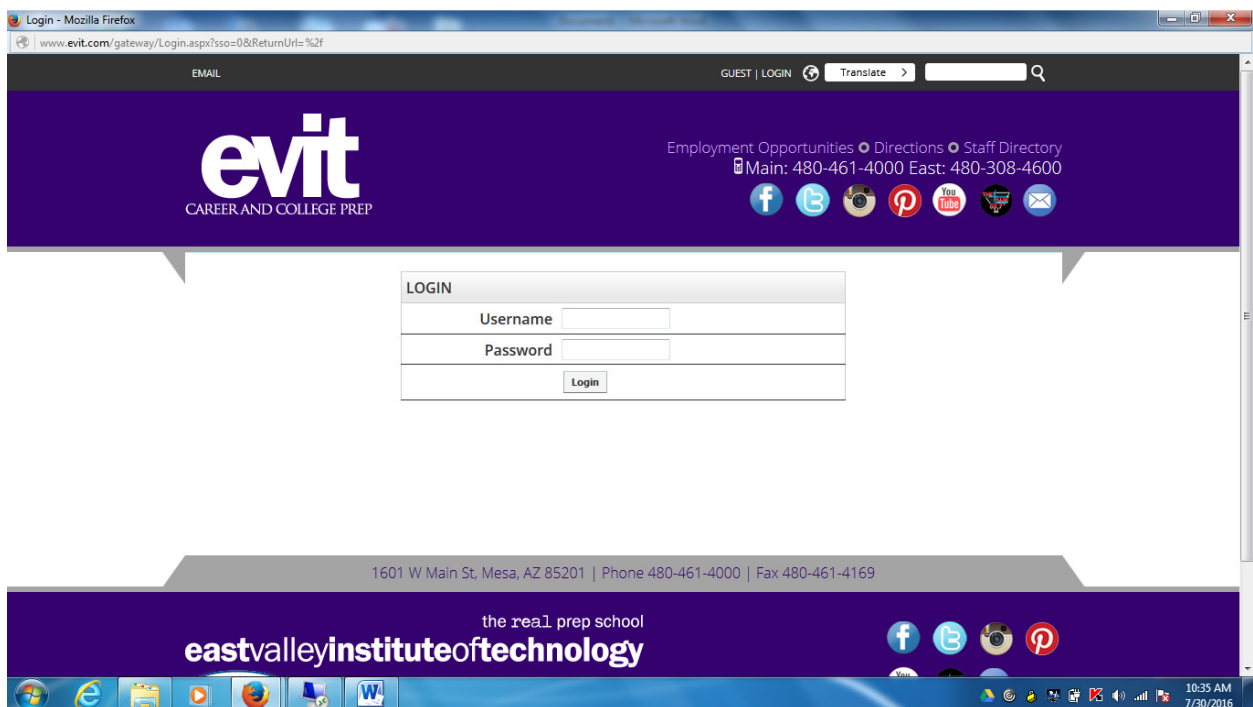 Login - Mozilla Firefox
www.evit.com/gateway/Login.aspx?sso=0&ReturnUrl=%2f
EMAIL
GUEST | LOGIN Translate >
evit
CAREER AND COLLEGE PREP
Employment Opportunities Directions Staff Directory
Main: 480-461-4000 East: 480-308-4600
You Tube
LOGIN
Username
Password
Login
1601 W Main St, Mesa, AZ 85201 | Phone 480-461-4000 | Fax 480-461-4169
the real prep school
eastvalleyinstituteoftechnology
10:35 AM
7/30/2016